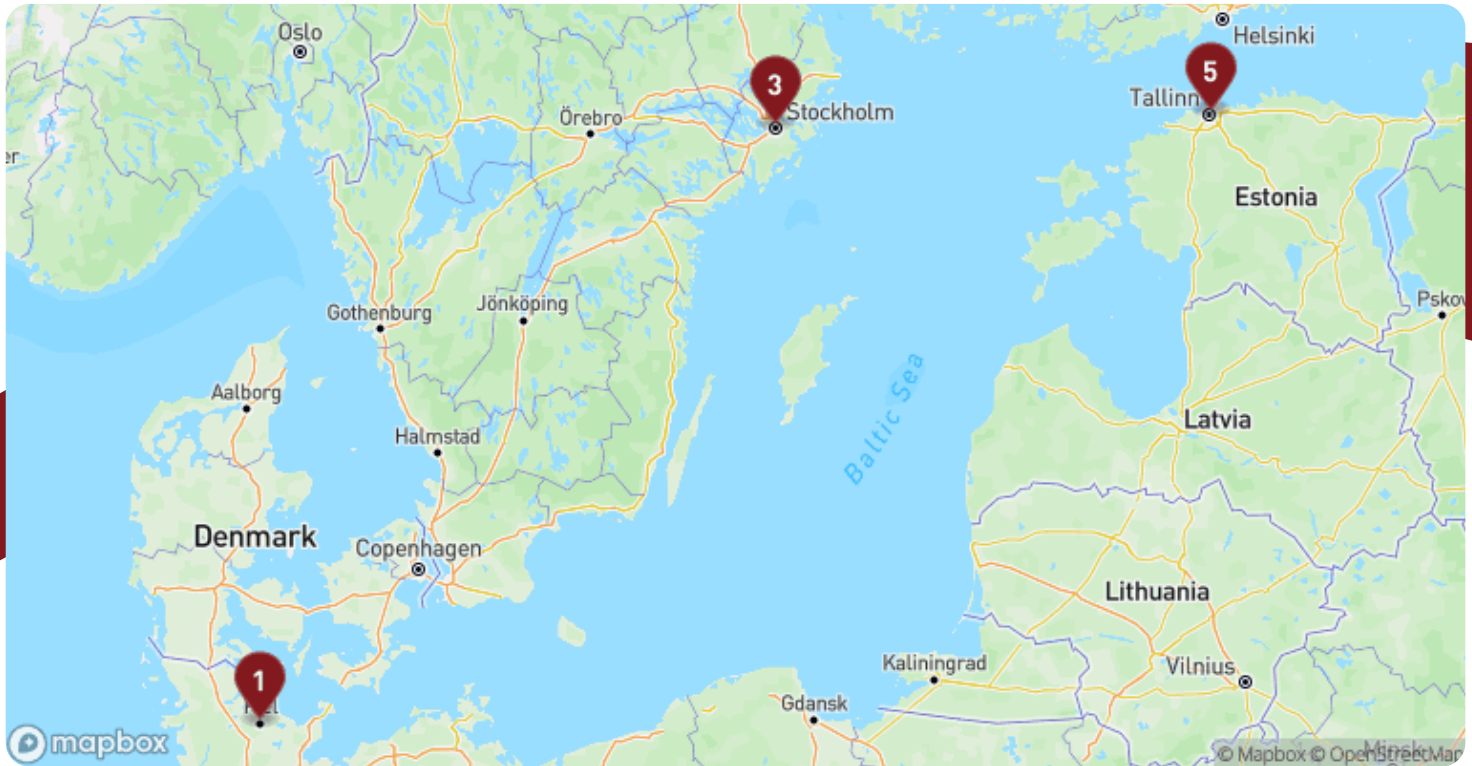 Oslo
Helsinki
3
5
Tallinn
Stockholm
Örebro
Estonia
Gothenburg
Jönköping
Baltic Sea
Aalborg
Latvia
Halmstad
Denmark
Copenhagen
Lithuania
Kaliningrad
Vilnius
1
Gdansk
mapbox
© Mapbox © OpenStreetMap